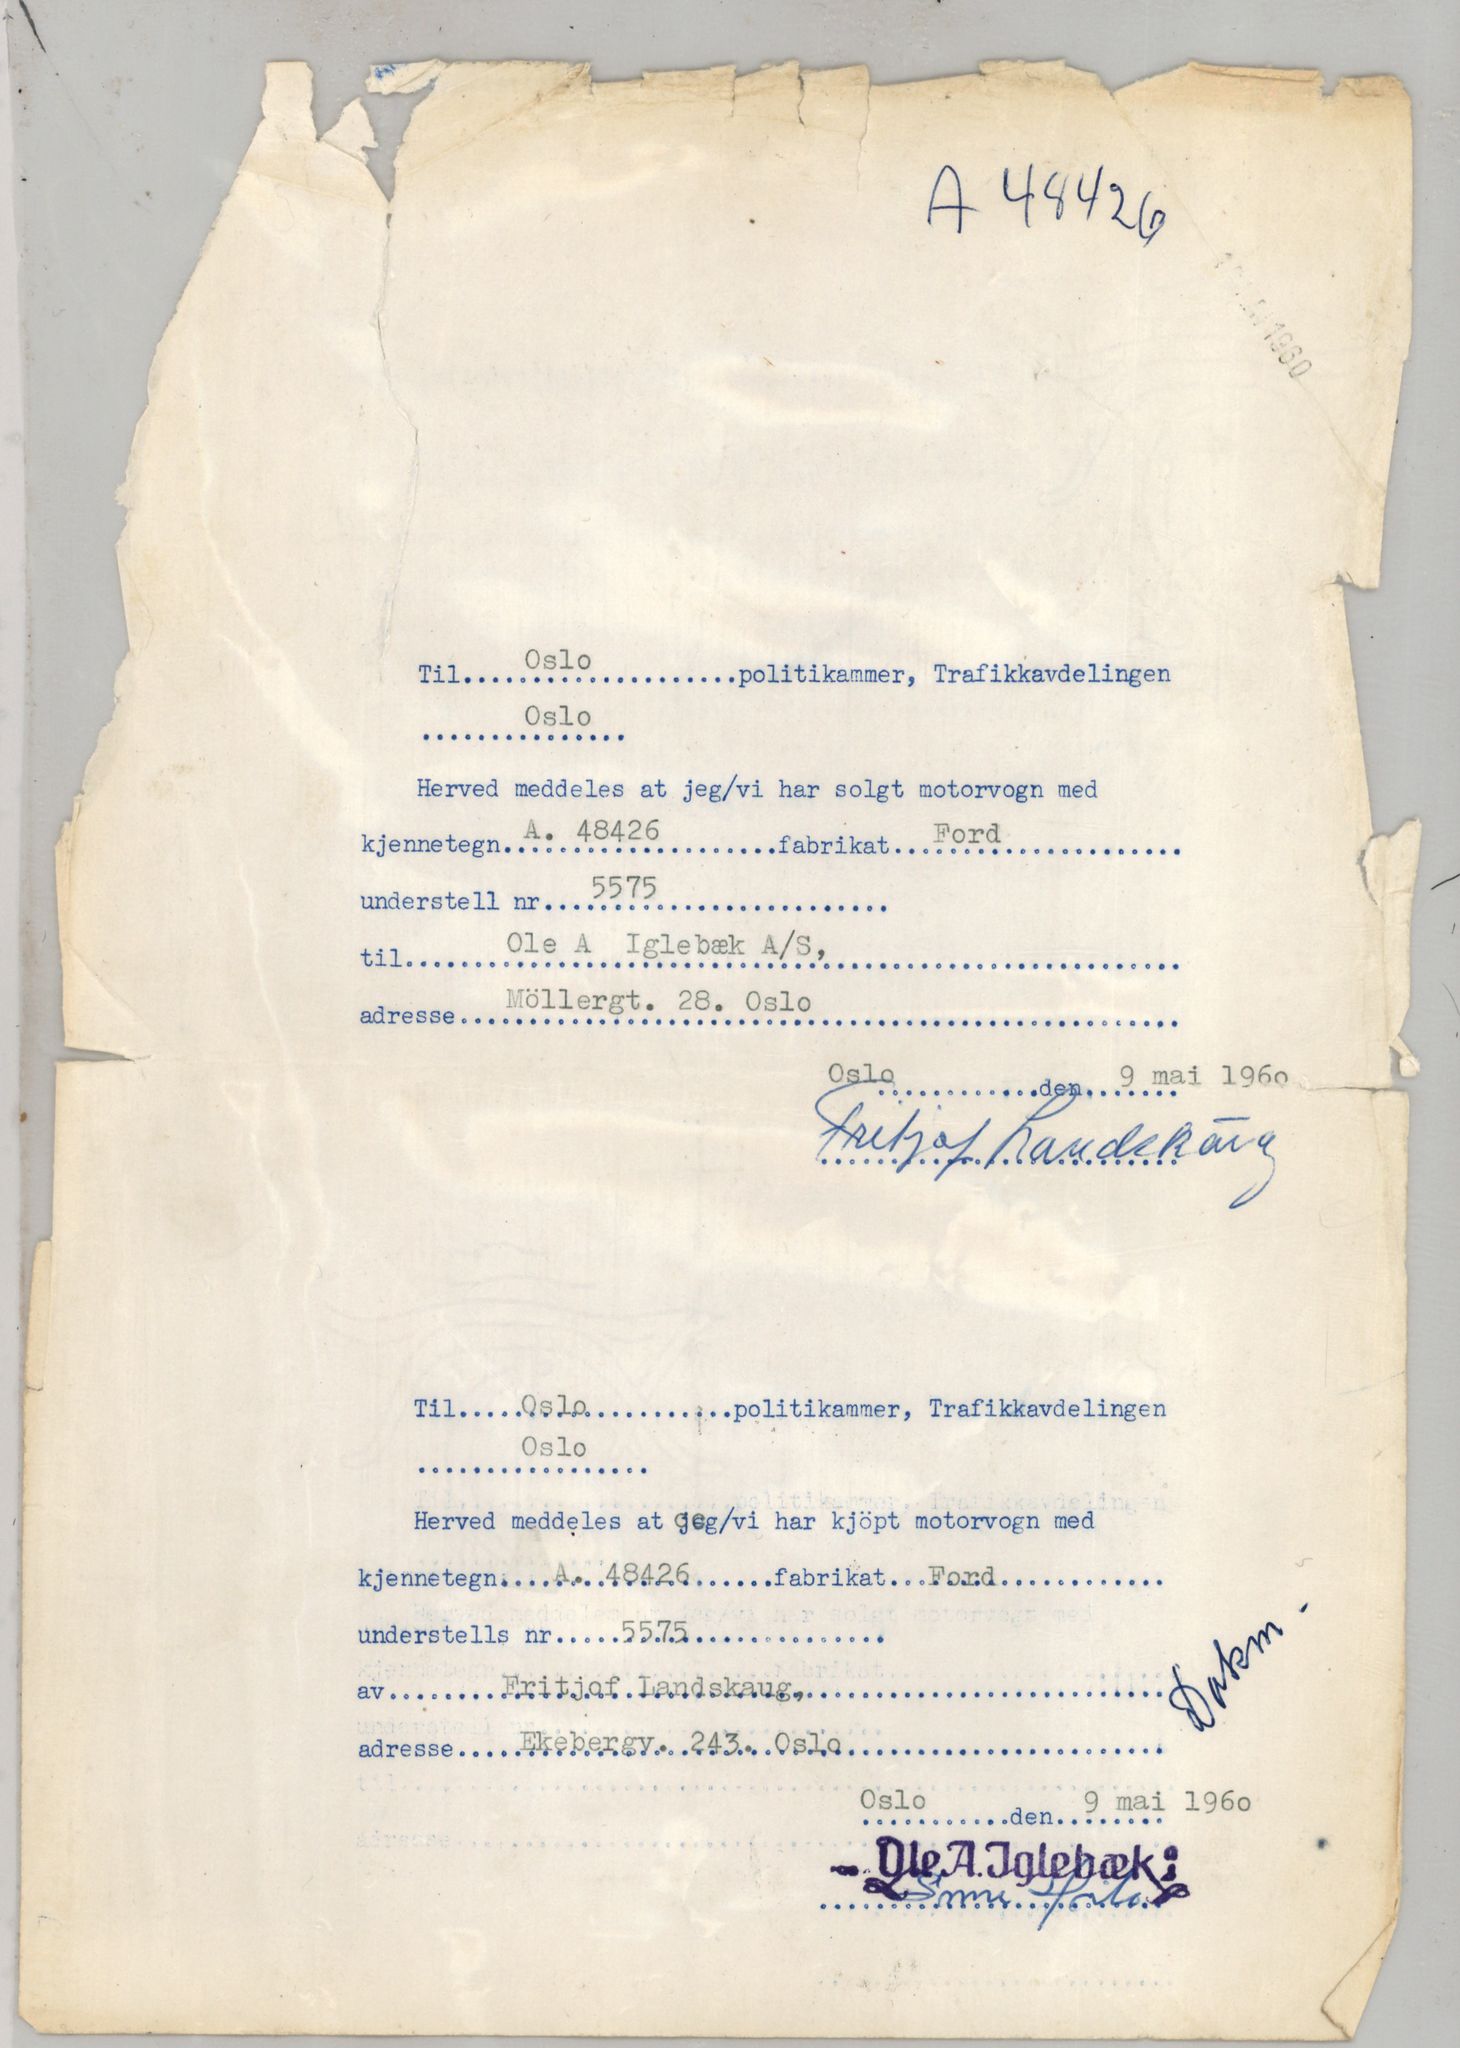 A 48426
1960
Til....Oslo....politikammer, Trafikkavdelingen
Oslo
Herved meddeles at jeg/vi har solgt motorvogn med
kjennetegn..A. 48426....fabrikat...Ford....
understell nr....5575....
til....Ole A Iglebæk A/S,....
adresse....Möllergt. 28. Oslo....
Oslo....den...9 mai 1960
Fritjof Landskaug
Til....Oslo....politikammer, Trafikkavdelingen
Oslo
Herved meddeles at jeg/vi har kjöpt motorvogn med
kjennetegn....A. 48426....fabrikat...Ford....
understells nr....5575....
av....Fritjof Landskaug,....
adresse....Ekebergv. 243. Oslo....
Oslo....den...9 mai 1960
Ole A. Iglebæk